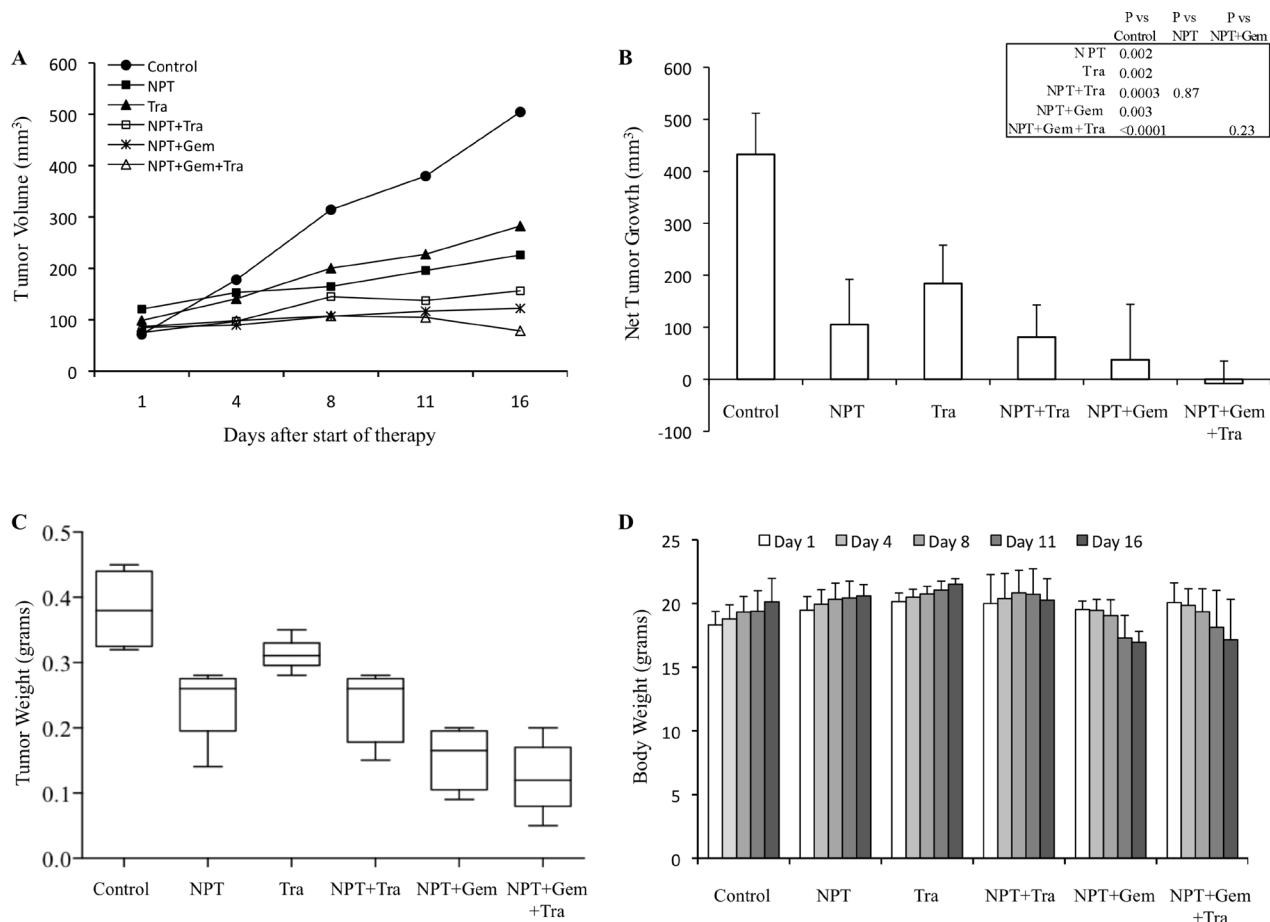 A
600
500
400
300
200
100
0
Tumor Volume (mm³)
Control
NPT
Tra
NPT+Tra
NPT+Gem
NPT+Gem+Tra
1 4 8 11 16
Days after start of therapy
B
P vs P vs P vs
Control NPT NPT+Gem
NPT 0.002
Tra 0.002
NPT+Tra 0.0003 0.87
NPT+Gem 0.003
NPT+Gem+Tra <0.0001 0.23
600
500
400
300
200
100
0
-100
Net Tumor Growth (mm³)
Control NPT Tra NPT+Tra NPT+Gem NPT+Gem
+Tra
C
0.5
0.4
0.3
0.2
0.1
0.0
Tumor Weight (grams)
Control NPT Tra NPT+Tra NPT+Gem NPT+Gem
+Tra
D
Day 1 Day 4 Day 8 Day 11 Day 16
25
20
15
10
5
0
Body Weight (grams)
Control NPT Tra NPT+Tra NPT+Gem NPT+Gem
+Tra